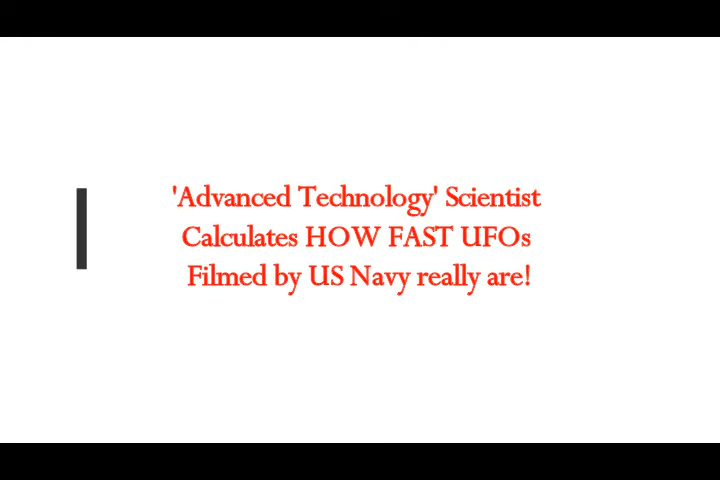 'Advanced Technology' Scientist
Calculates HOW FAST UFOs
Filmed by US Navy really are!